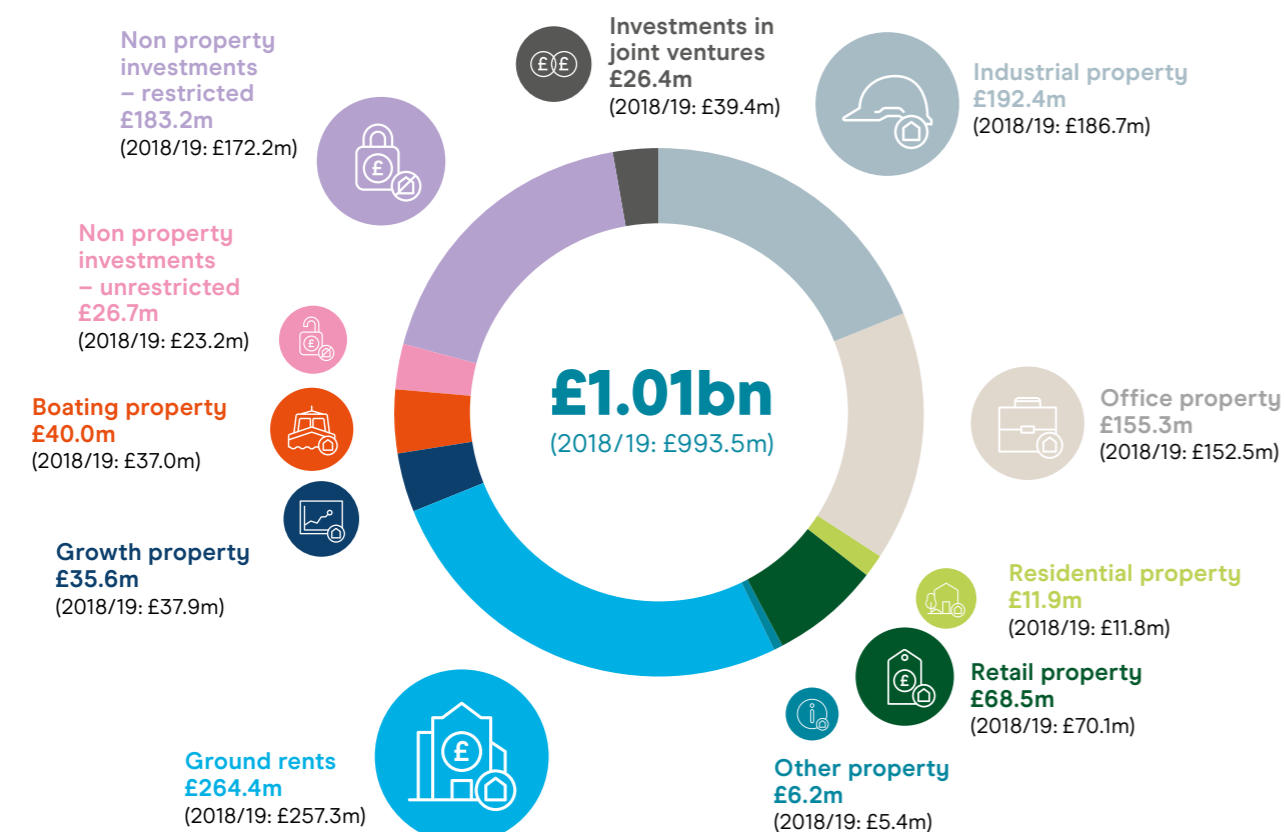 Non property
investments
– restricted
£183.2m
(2018/19: £172.2m)
Investments in
joint ventures
£26.4m
(2018/19: £39.4m)
Industrial property
£192.4m
(2018/19: £186.7m)
Non property
investments
– unrestricted
£26.7m
(2018/19: £23.2m)
Boating property
£40.0m
(2018/19: £37.0m)
£1.01bn
(2018/19: £993.5m)
Office property
£155.3m
(2018/19: £152.5m)
Growth property
£35.6m
(2018/19: £37.9m)
Residential property
£11.9m
(2018/19: £11.8m)
Retail property
£68.5m
(2018/19: £70.1m)
Ground rents
£264.4m
(2018/19: £257.3m)
Other property
£6.2m
(2018/19: £5.4m)